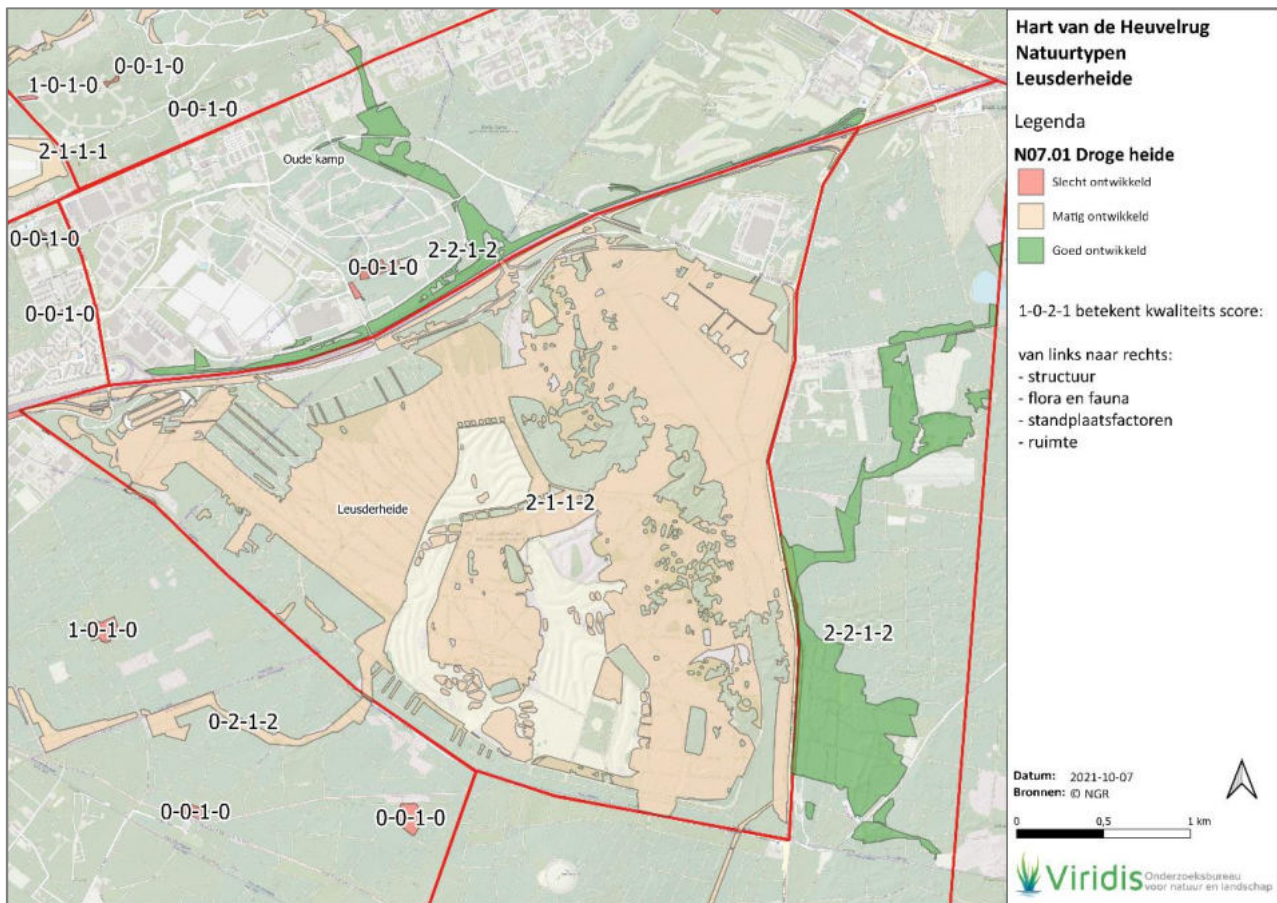 0-0-1-0
1-0-1-0
0-0-1-0
2-1-1-1
Oude kamp
0-0-1-0
2-2-1-2
0-0-1-0
0-0-1-0
Leusderheide
2-1-1-2
1-0-1-0
2-2-1-2
0-2-1-2
0-0-1-0
0-0-1-0
Hart van de Heuvelrug
Natuurtypen
Leusderheide
Legenda
N07.01 Droge heide
Slecht ontwikkeld
Matig ontwikkeld
Goed ontwikkeld
1-0-2-1 betekent kwaliteits score:
van links naar rechts:
- structuur
- flora en fauna
- standplaatsfactoren
- ruimte
Datum: 2021-10-07
Bronnen: © NGR
0 0,5 1 km
Viridis Onderzoeksbureau
voor natuur en landschap